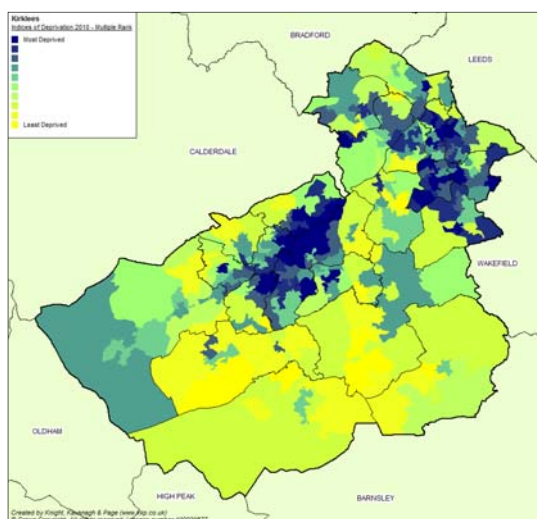 Kirklees
Indices of Deprivation 2010 - Multiple Rank
Most Deprived
Least Deprived
BRADFORD
LEEDS
CALDERDALE
WAKEFIELD
OLDHAM
HIGH PEAK
BARNSLEY
Created by Knight, Kavanagh & Page (www.kkp.co.uk)